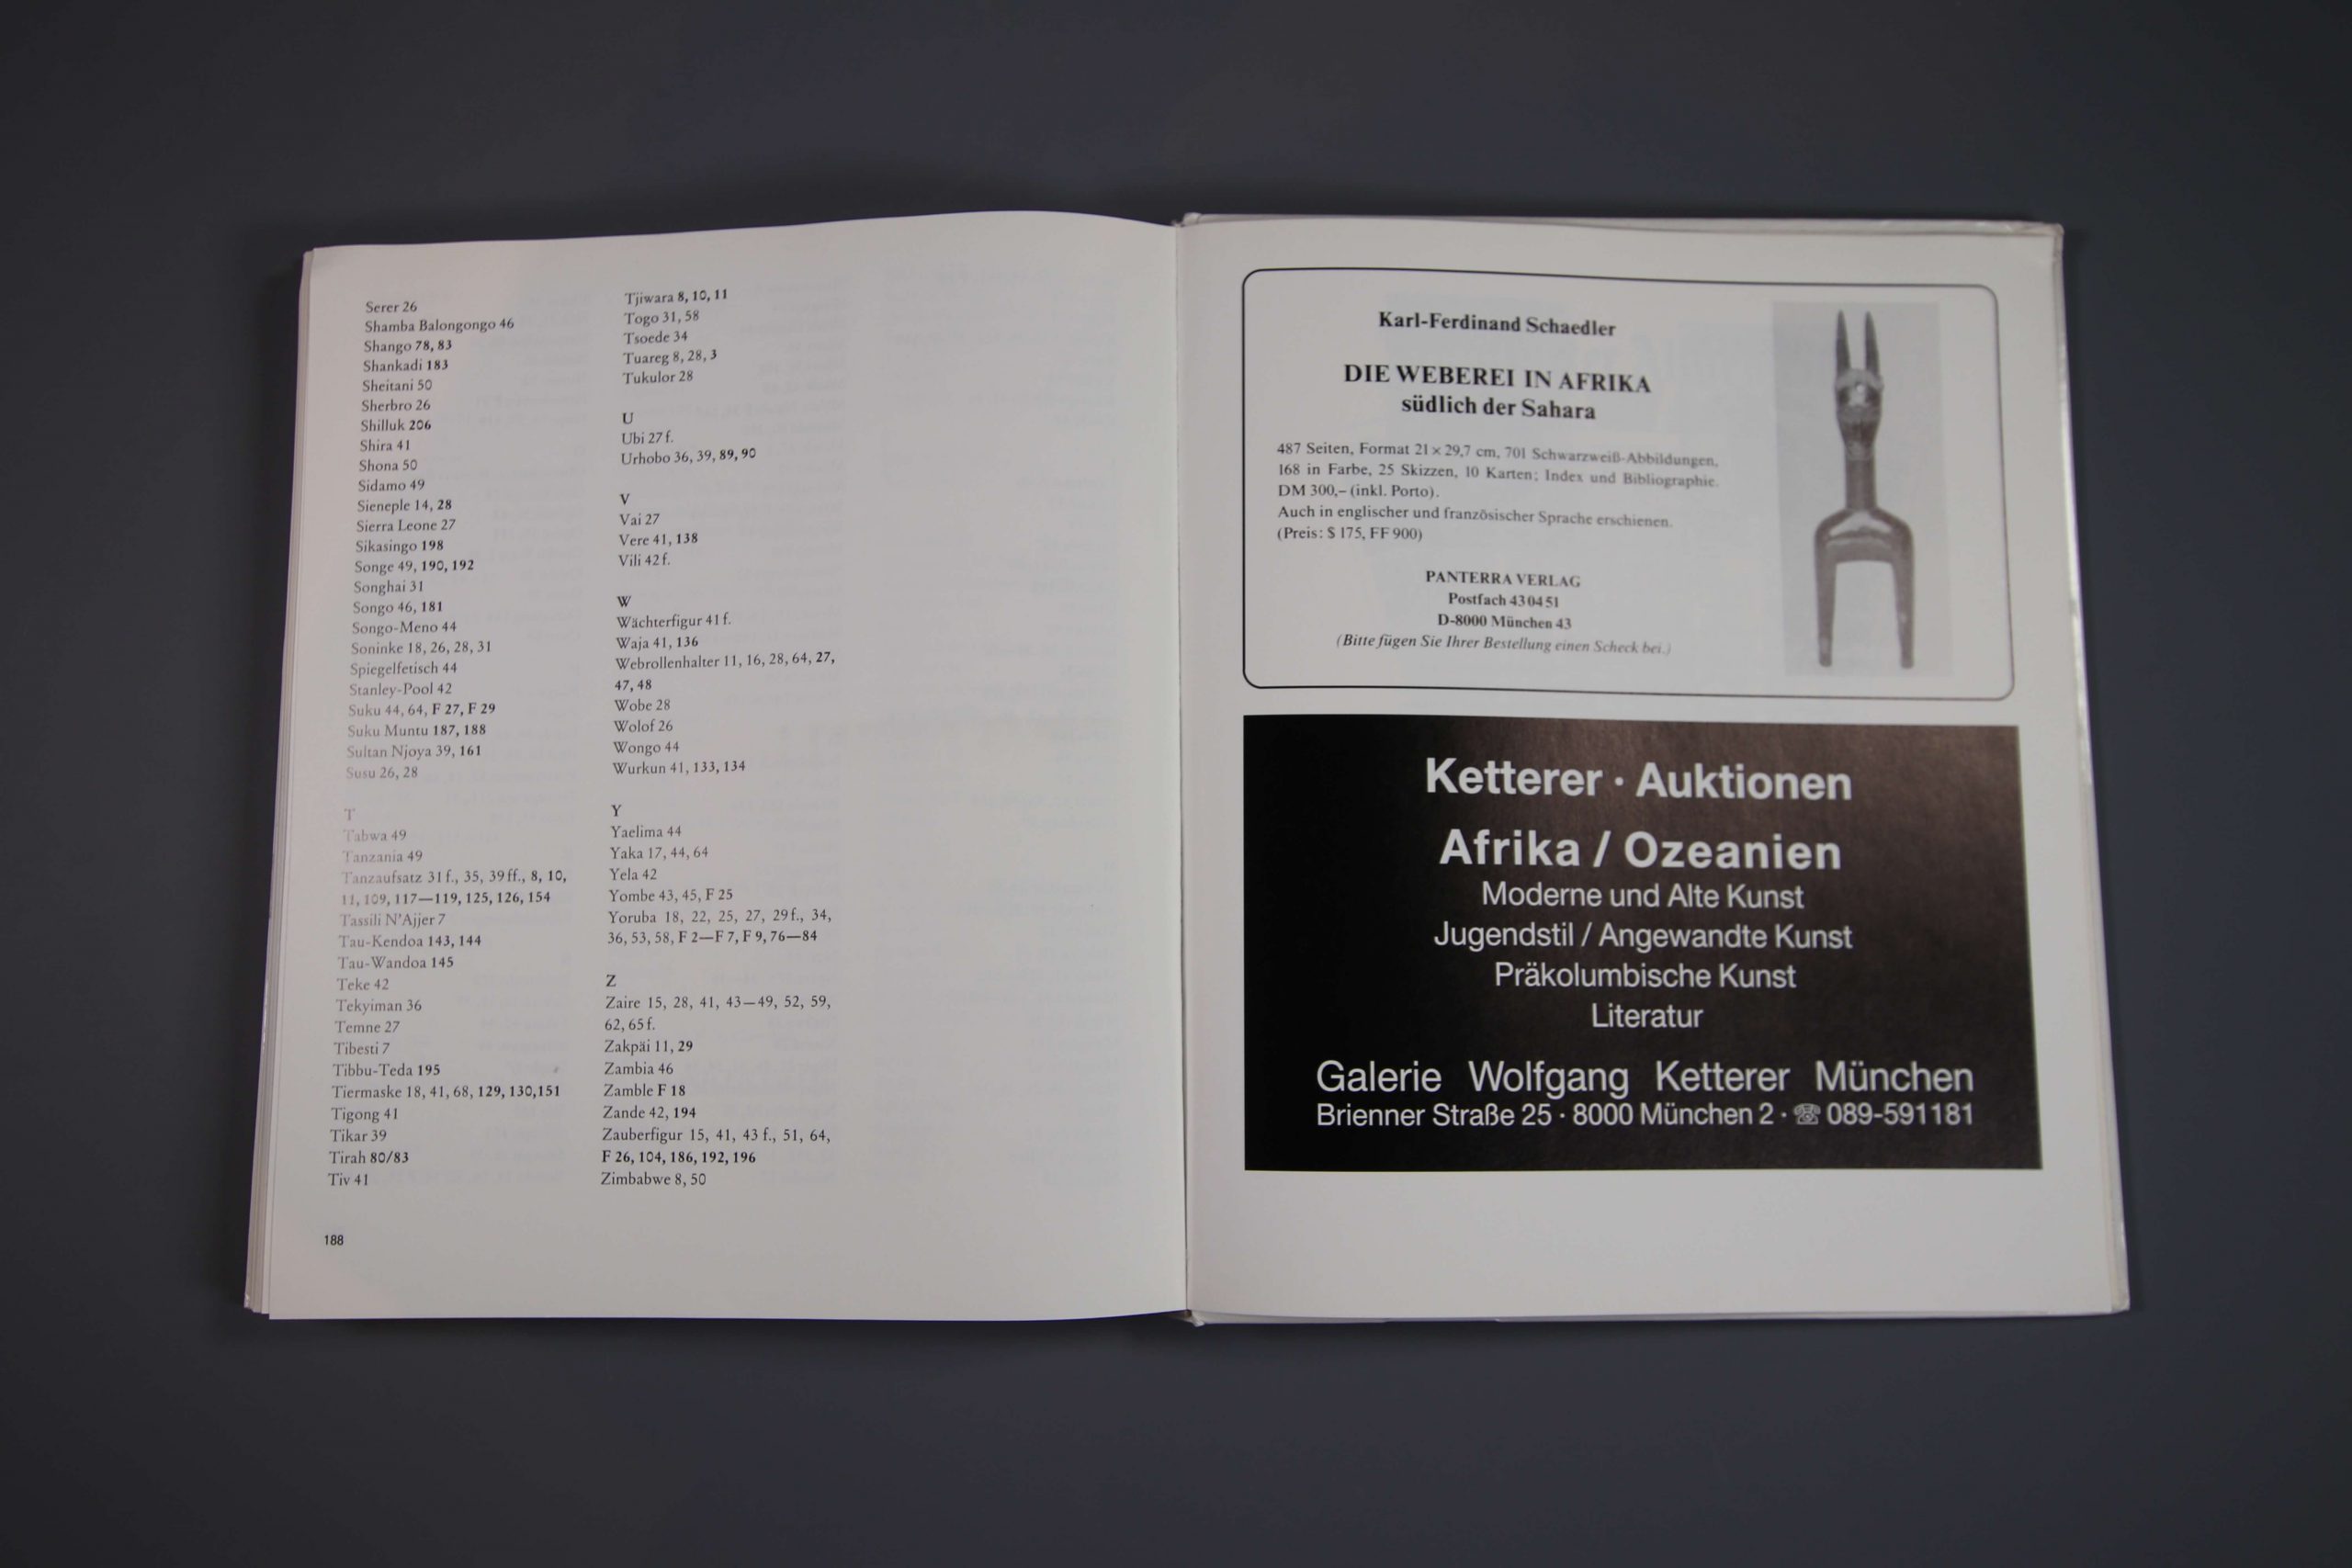 Serer 26
Shamba Balongongo 46
Shango 78, 83
Shankadi 183
Sheitani 50
Sherbro 26
Shilluk 206
Shira 41
Shona 50
Sidamo 49
Sieneple 14, 28
Sierra Leone 27
Sikasingo 198
Songe 49, 190, 192
Songhai 31
Songo 46, 181
Songo-Meno 44
Soninke 18, 26, 28, 31
Spiegelfetisch 44
Stanley-Pool 42
Suku 44, 64, F 27, F 29
Suku Muntu 187, 188
Sultan Njoya 39, 161
Susu 26, 28
T
Tabwa 49
Tanzania 49
Tanzaufsatz 31 f., 35, 39 ff., 8, 10,
11, 109, 117—119, 125, 126, 154
Tassili N'Ajjer 7
Tau-Kendoa 143, 144
Tau-Wandoa 145
Teke 42
Tekyiman 36
Temne 27
Tibesti 7
Tibbu-Teda 195
Tiermaske 18, 41, 68, 129, 130,151
Tigong 41
Tikar 39
Tirah 80/83
Tiv 41
188
Tjiwara 8, 10, 11
Togo 31, 58
Tsoede 34
Tuareg 8, 28, 3
Tukulor 28
U
Ubi 27 f.
Urhobo 36, 39, 89, 90
V
Vai 27
Vere 41, 138
Vili 42 f.
W
Wächterfigur 41 f.
Waja 41, 136
Webrollenhalter 11, 16, 28, 64, 27,
47, 48
Wobe 28
Wolof 26
Wongo 44
Wurkun 41, 133, 134
Y
Yaelima 44
Yaka 17, 44, 64
Yela 42
Yombe 43, 45, F 25
Yoruba 18, 22, 25, 27, 29 f., 34,
36, 53, 58, F 2—F 7, F 9, 76—84
Z
Zaire 15, 28, 41, 43—49, 52, 59,
62, 65 f.
Zakpäi 11, 29
Zambia 46
Zamble F 18
Zande 42, 194
Zauberfigur 15, 41, 43 f., 51, 64,
F 26, 104, 186, 192, 196
Zimbabwe 8, 50
Karl-Ferdinand Schaedler
DIE WEBEREI IN AFRIKA
südlich der Sahara
487 Seiten, Format 21 × 29,7 cm, 701 Schwarzweiß-Abbildungen,
168 in Farbe, 25 Skizzen, 10 Karten; Index und Bibliographie.
DM 300,– (inkl. Porto).
Auch in englischer und französischer Sprache erschienen.
(Preis: $ 175, FF 900)
PANTERRA VERLAG
Postfach 43 04 51
D-8000 München 43
(Bitte fügen Sie Ihrer Bestellung einen Scheck bei.)
Ketterer · Auktionen
Afrika / Ozeanien
Moderne und Alte Kunst
Jugendstil / Angewandte Kunst
Präkolumbische Kunst
Literatur
Galerie Wolfgang Ketterer München
Brienner Straße 25 · 8000 München 2 · ☏ 089-591181